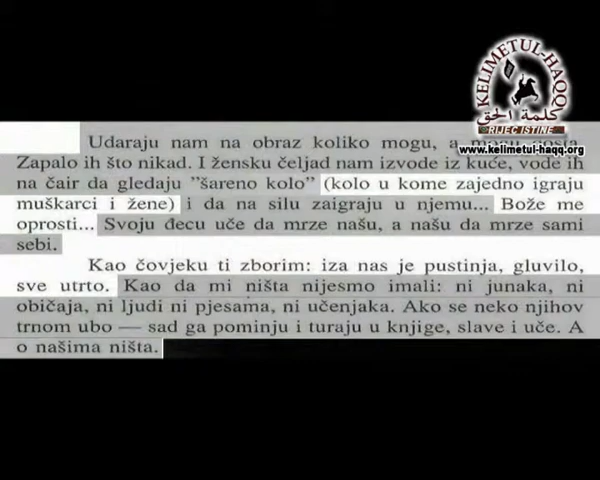 KELIMETUL-HAQQ
كلمة الحق
RIJEC ISTINE
www.kelimetul-haqq.org
Udaraju nam na obraz koliko mogu, a mogu dosta.
Zapalo ih što nikad. I žensku čeljad nam izvode iz kuće, vode ih
na čair da gledaju "šareno kolo" (kolo u kome zajedno igraju
muškarci i žene) i da na silu zaigraju u njemu... Bože me
oprosti... Svoju đecu uče da mrze našu, a našu da mrze sami
sebi.
Kao čovjeku ti zborim: iza nas je pustinja, gluvilo,
sve utrto. Kao da mi ništa nijesmo imali: ni junaka, ni
običaja, ni ljudi ni pjesama, ni učenjaka. Ako se neko njihov
trnom ubo — sad ga pominju i turaju u knjige, slave i uče. A
o našima ništa.